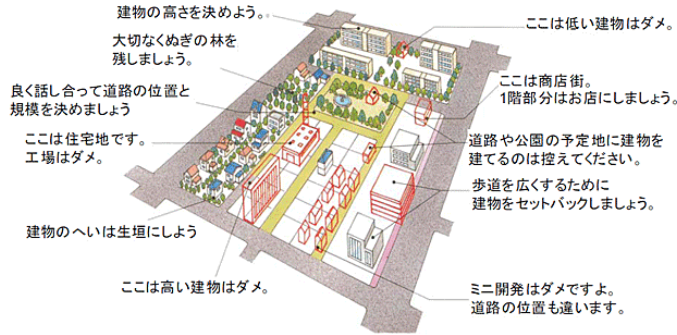 建物の高さを決めよう。
大切なくぬぎの林を
残しましょう。
良く話し合って道路の位置と
規模を決めましょう
ここは住宅地です。
工場はダメ。
建物のへいは生垣にしよう
ここは高い建物はダメ。
ここは低い建物はダメ。
ここは商店街。
1階部分はお店にしましょう。
道路や公園の予定地に建物を
建てるのは控えてください。
歩道を広くするために
建物をセットバックしましょう。
ミニ開発はダメですよ。
道路の位置も違います。